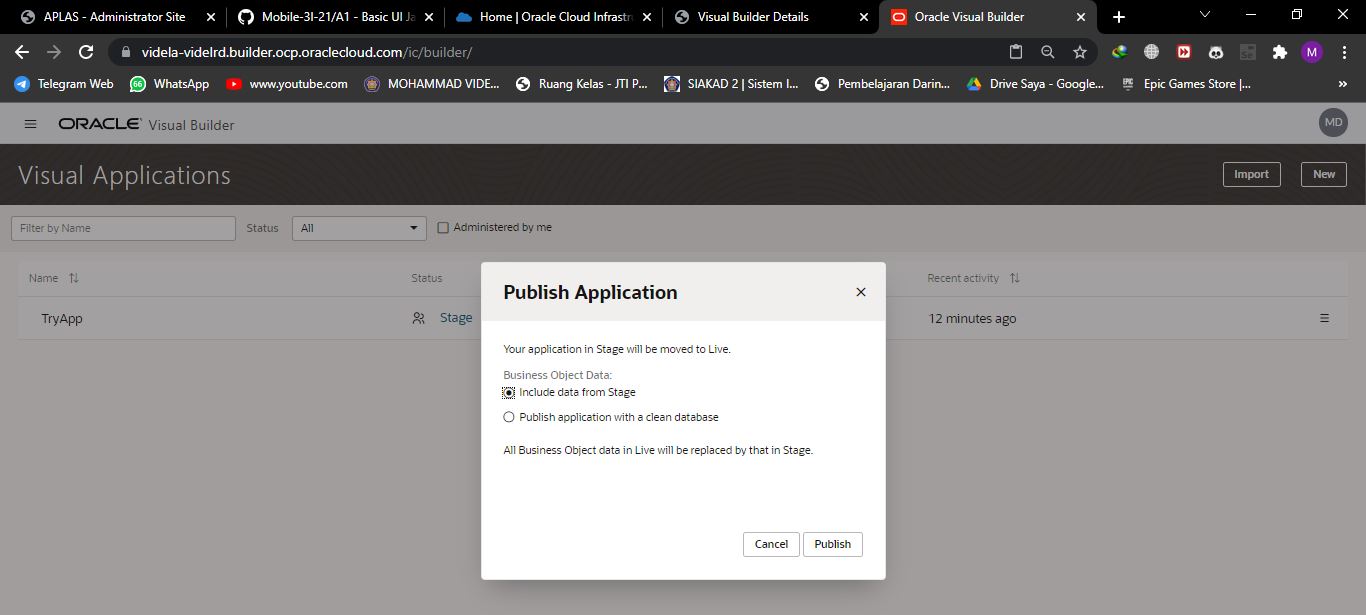 APLAS - Administrator Site
Mobile-3I-21/A1 - Basic UI Ja
Home | Oracle Cloud Infrastru
Visual Builder Details
Oracle Visual Builder
videla-videlrd.builder.ocp.oraclecloud.com/ic/builder/
M
Telegram Web
66
WhatsApp
www.youtube.com
MOHAMMAD VIDE...
Ruang Kelas - JTI P...
SIAKAD 2 | Sistem I...
Pembelajaran Darin...
Drive Saya - Google...
EPIC
Epic Games Store |...
»
ORACLE Visual Builder
MD
Visual Applications
Import
New
Filter by Name
Status
All
Administered by me
Name
Status
Recent activity
TryApp
Stage
12 minutes ago
Publish Application
Your application in Stage will be moved to Live.
Business Object Data:
Include data from Stage
Publish application with a clean database
All Business Object data in Live will be replaced by that in Stage.
Cancel
Publish